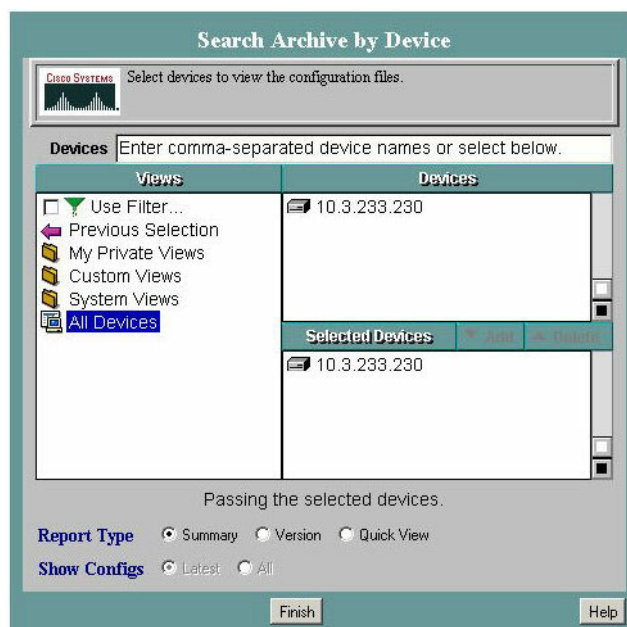 Search Archive by Device
CISCO SYSTEMS
Select devices to view the configuration files.
Devices Enter comma-separated device names or select below.
Views
Use Filter...
Previous Selection
My Private Views
Custom Views
System Views
All Devices
Devices
10.3.233.230
Selected Devices Add Delete
10.3.233.230
Passing the selected devices.
Report Type Summary Version Quick View
Show Configs Latest All
Finish Help